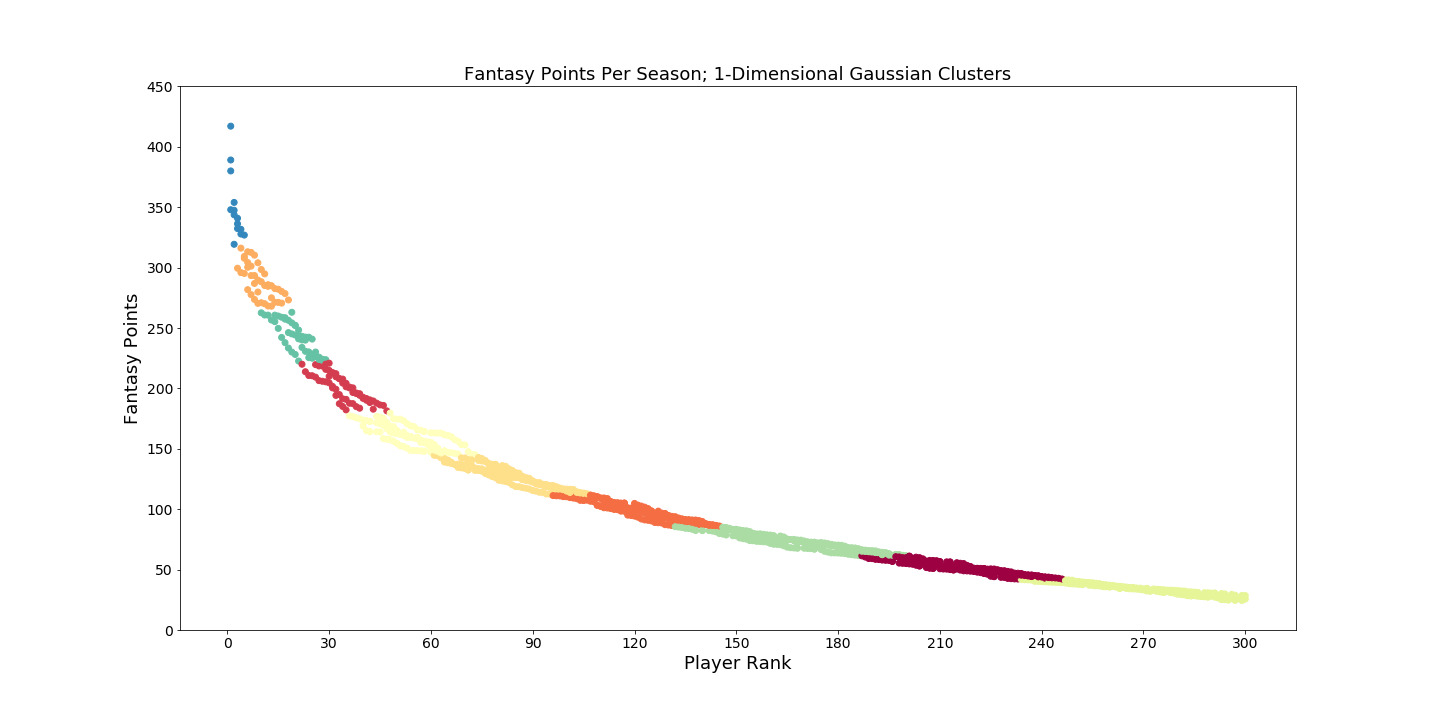 Fantasy Points Per Season; 1-Dimensional Gaussian Clusters
450
400
350
300
250
200
150
100
50
0
Fantasy Points
0 30 60 90 120 150 180 210 240 270 300
Player Rank